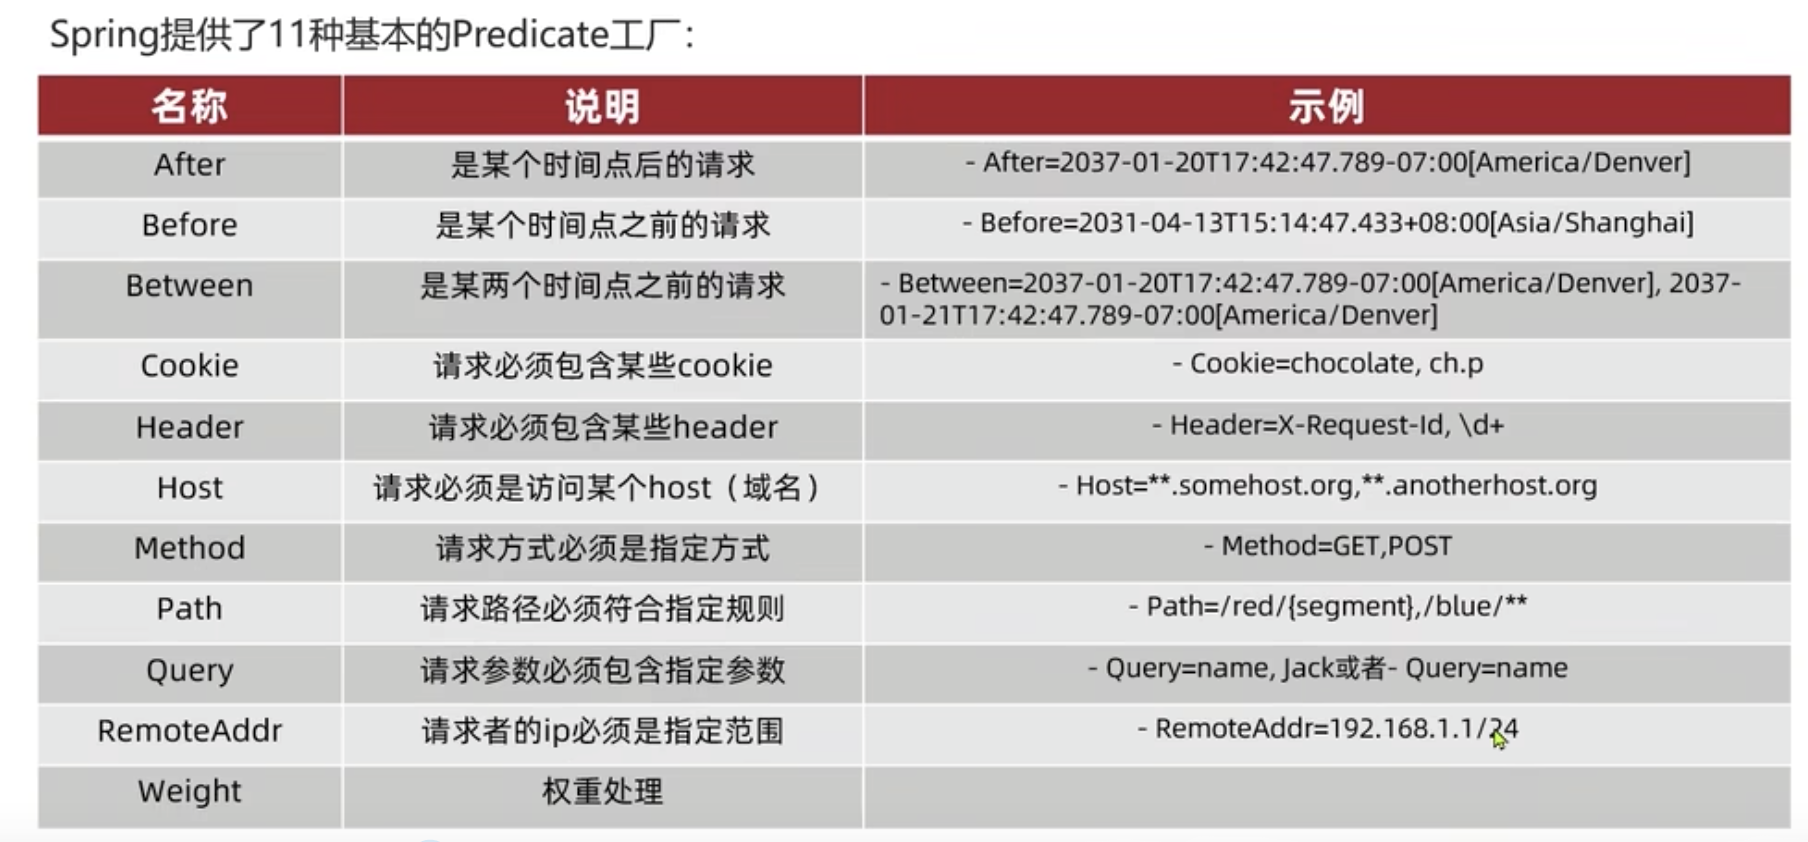 Spring提供了11种基本的Predicate工厂：
名称 说明 示例
After 是某个时间点后的请求 - After=2037-01-20T17:42:47.789-07:00[America/Denver]
Before 是某个时间点之前的请求 - Before=2031-04-13T15:14:47.433+08:00[Asia/Shanghai]
Between 是某两个时间点之前的请求 - Between=2037-01-20T17:42:47.789-07:00[America/Denver], 2037-
01-21T17:42:47.789-07:00[America/Denver]
Cookie 请求必须包含某些cookie - Cookie=chocolate, ch.p
Header 请求必须包含某些header - Header=X-Request-Id, \d+
Host 请求必须是访问某个host（域名） - Host=**.somehost.org,**.anotherhost.org
Method 请求方式必须是指定方式 - Method=GET,POST
Path 请求路径必须符合指定规则 - Path=/red/{segment},/blue/**
Query 请求参数必须包含指定参数 - Query=name, Jack或者- Query=name
RemoteAddr 请求者的ip必须是指定范围 - RemoteAddr=192.168.1.1/24
Weight 权重处理